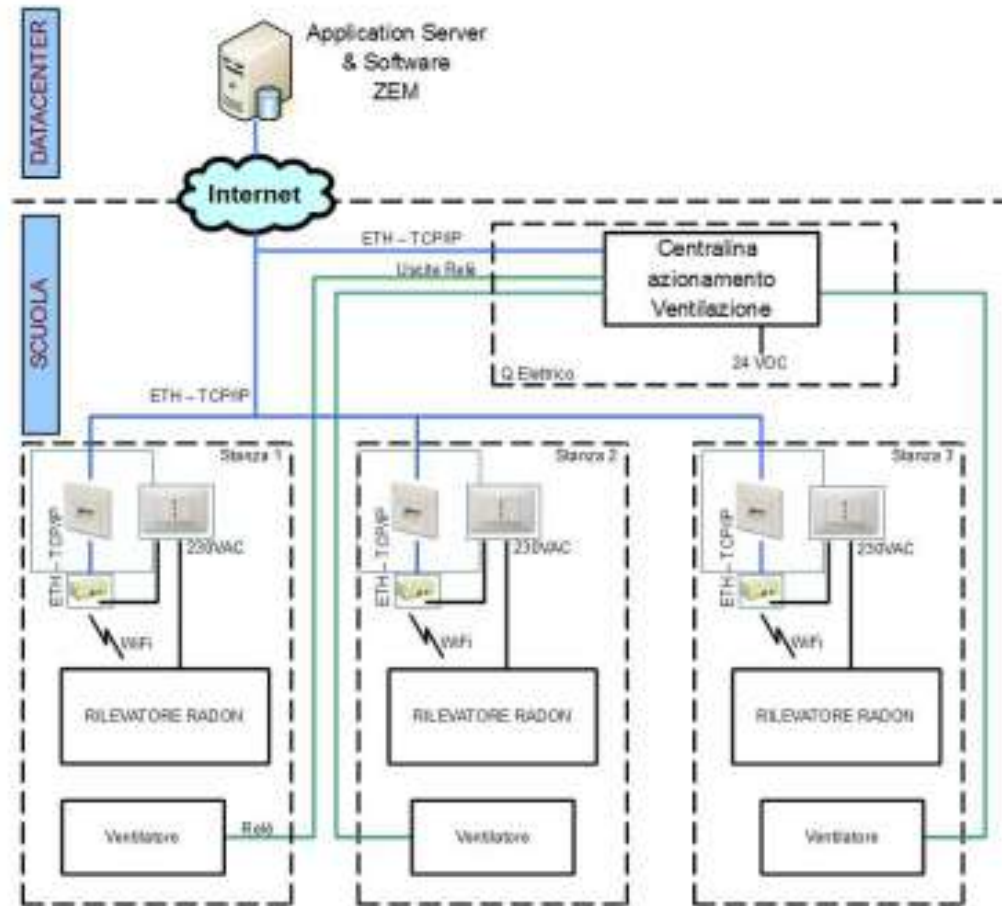 DATACENTER
Application Server
& Software
ZEM
Internet
SCUOLA
ETH – TCP/IP
Uscite Relè
Centralina
azionamento
Ventilazione
24 VDC
Q.Elettrico
ETH – TCP/IP
Stanza 1
ETH – TCP/IP
230VAC
WiFi
RILEVATORE RADON
Ventilatore
Relè
Stanza 2
ETH – TCP/IP
230VAC
WiFi
RILEVATORE RADON
Ventilatore
Stanza 3
ETH – TCP/IP
230VAC
WiFi
RILEVATORE RADON
Ventilatore